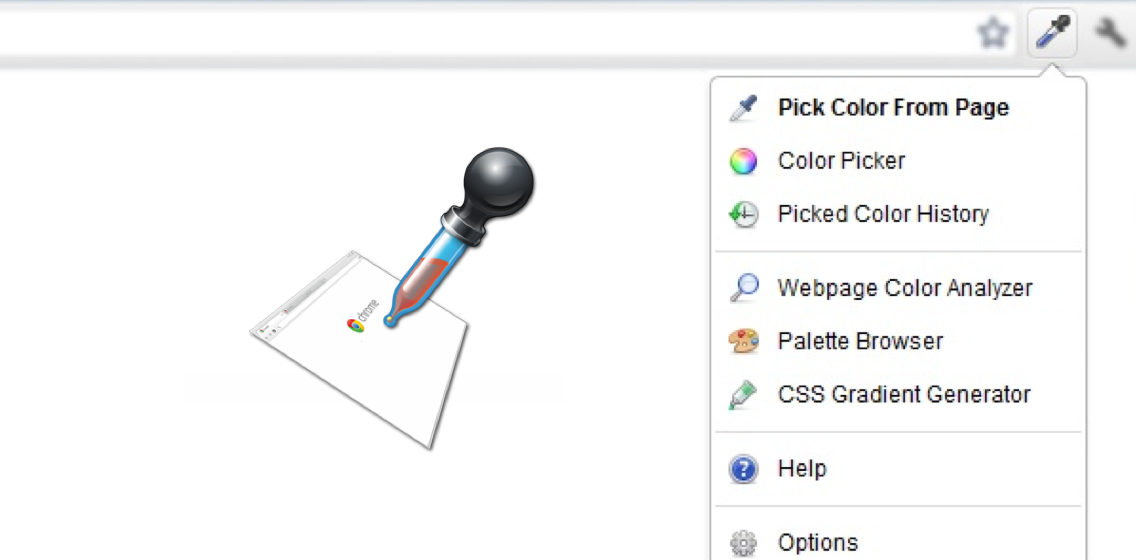 Pick Color From Page
Color Picker
Picked Color History
Webpage Color Analyzer
Palette Browser
CSS Gradient Generator
Help
Options
chrome